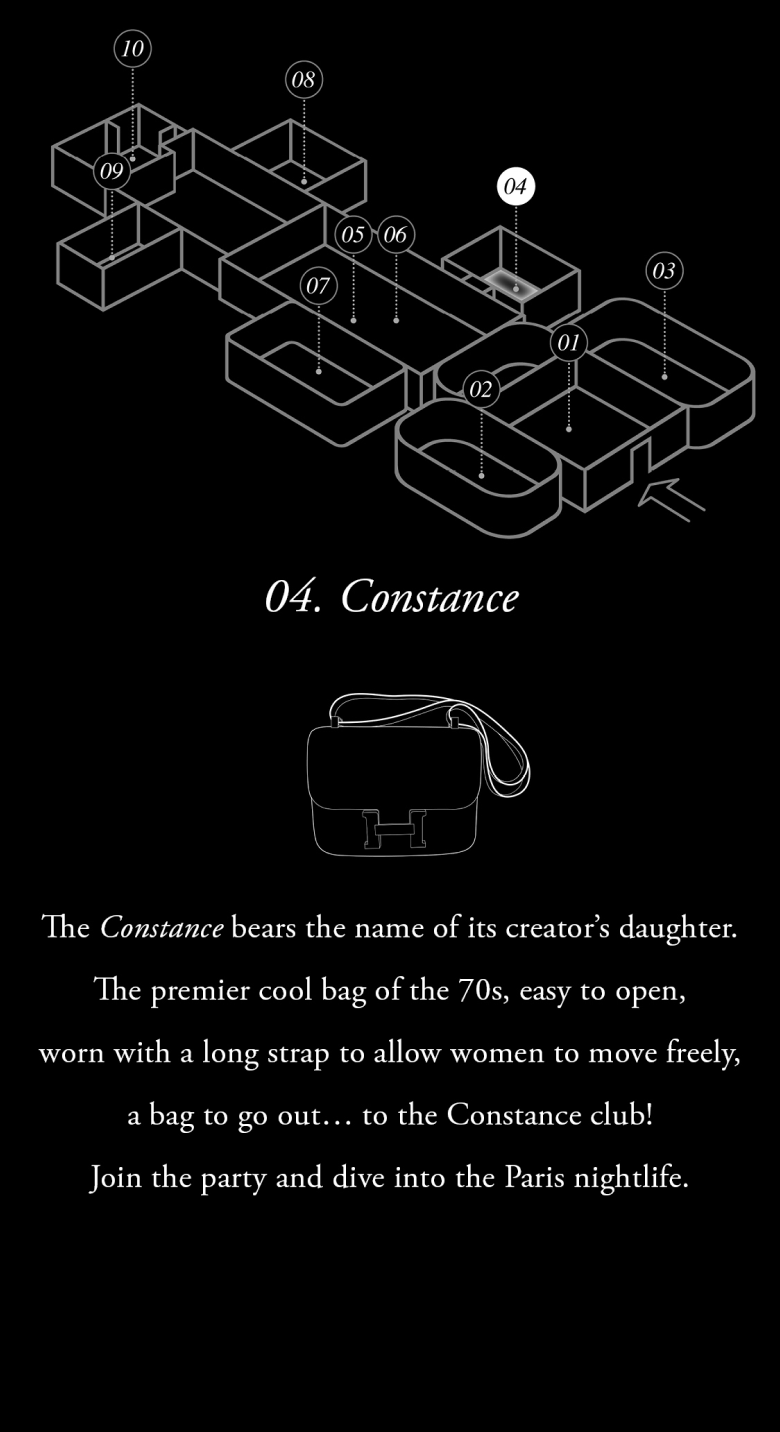 10
08
09
04
05
06
03
07
01
02
04. Constance
The Constance bears the name of its creator’s daughter.
The premier cool bag of the 70s, easy to open,
worn with a long strap to allow women to move freely,
a bag to go out… to the Constance club!
Join the party and dive into the Paris nightlife.